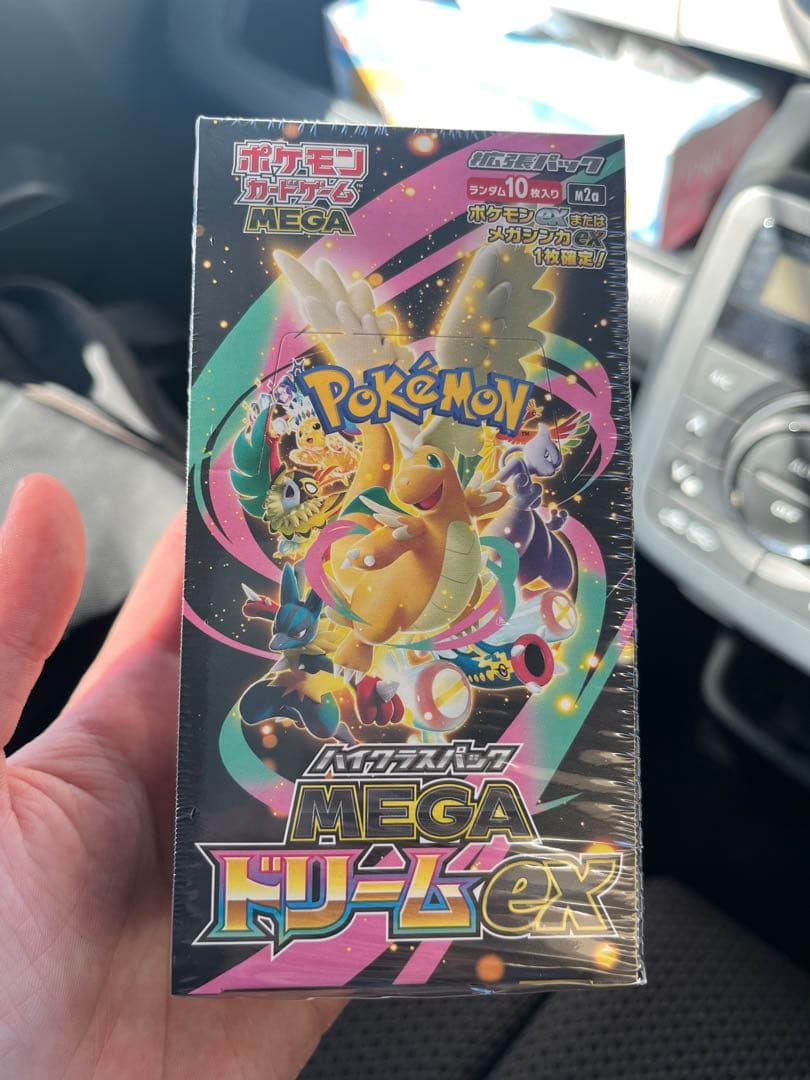 ポケモン
カードゲーム™
MEGA
拡張パック
ランダム10枚入り
M2a
ポケモンexまたは
メガシンカex
1枚確定!
POKéMON
™
ハイクラスパック
MEGA
ドリームex